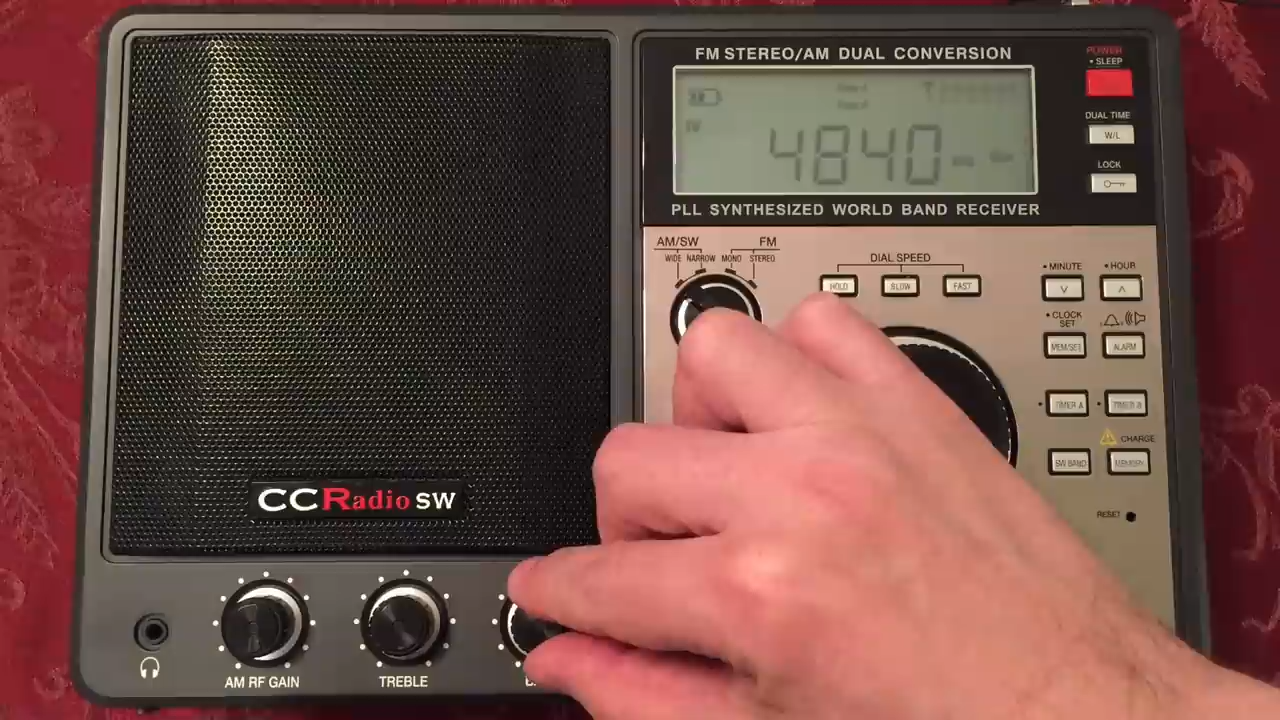 FM STEREO/AM DUAL CONVERSION
POWER
• SLEEP
DUAL TIME
W/L
LOCK
4840
PLL SYNTHESIZED WORLD BAND RECEIVER
AM/SW
FM
WIDE
NARROW
MONO
STEREO
DIAL SPEED
HOLD
SLOW
FAST
• MINUTE
• HOUR
• CLOCK
SET
MEM/SET
ALARM
TIMER A
TIMER B
CHARGE
SW BAND
MEMORY
RESET
CCRadio SW
AM RF GAIN
TREBLE